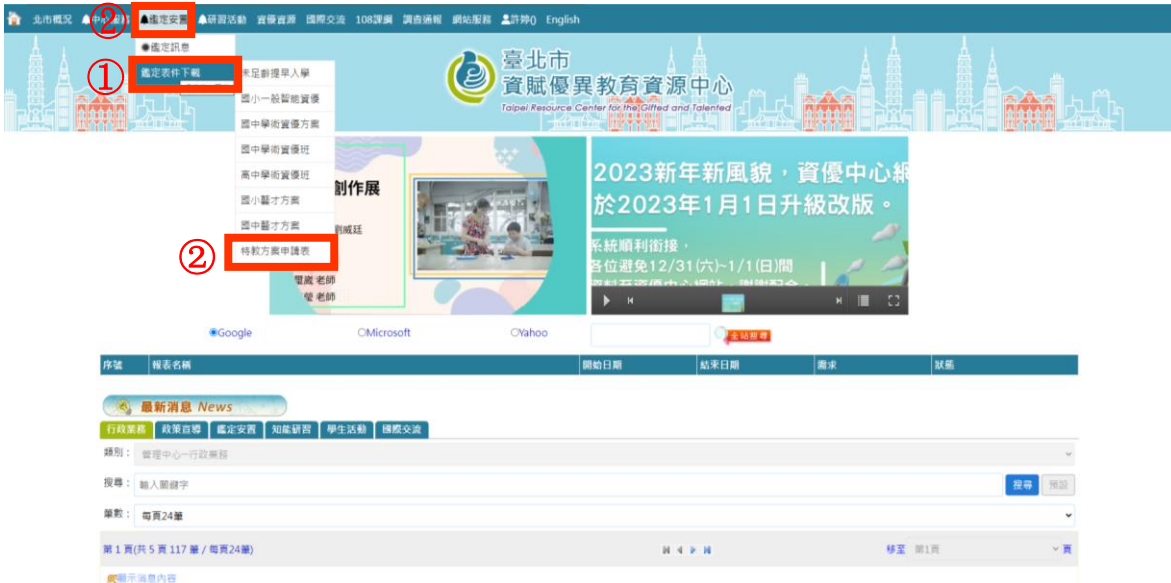 北市概況 中心 鑑定安置 研習活動 資優資源 國際交流 108課綱 調查通報 網站服務 許婷() English
②
鑑定訊息
①
鑑定表件下載
未足齡提早入學
國小一般智能資優
國中學術資優方案
國中學術資優班
高中學術資優班
國小藝才方案
國中藝才方案
②
特教方案申請表
臺北市
資賦優異教育資源中心
Taipei Resource Center for the Gifted and Talented
創作展
劉威廷
老師
老師
2023新年新風貌,資優中心網
於2023年1月1日升級改版。
系統順利銜接,
各位避免12/31(六)~1/1(日)間
Google
Microsoft
Yahoo
全站搜尋
序號 報表名稱 開始日期 結束日期 需求 狀態
最新消息 News
行政業務 政策宣導 鑑定安置 知能研習 學生活動 國際交流
類別: 管理中心─行政業務
搜尋: 輸入關鍵字 搜尋 預設
筆數: 每頁24筆
第 1 頁(共 5 頁 117 筆 / 每頁24筆) 移至 第1頁 頁
顯示消息內容